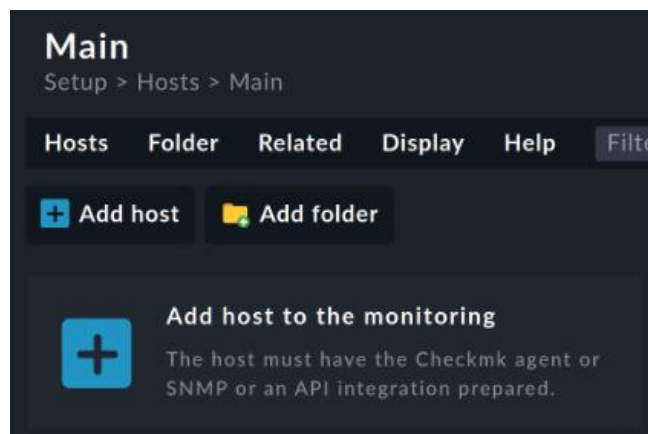 Main
Setup > Hosts > Main
Hosts Folder Related Display Help
Add host Add folder
Add host to the monitoring
The host must have the Checkmk agent or
SNMP or an API integration prepared.